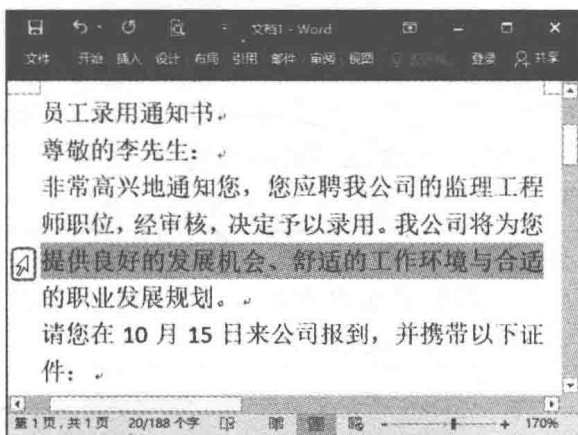 文档1 - Word
文件 开始 插入 设计 布局 引用 邮件 审阅 视图 登录 共享
员工录用通知书
尊敬的李先生：
非常高兴地通知您，您应聘我公司的监理工程
师职位，经审核，决定予以录用。我公司将为您
提供良好的发展机会、舒适的工作环境与合适
的职业发展规划。
请您在 10 月 15 日来公司报到，并携带以下证
件：
第 1 页，共 1 页 20/188 个字 170%